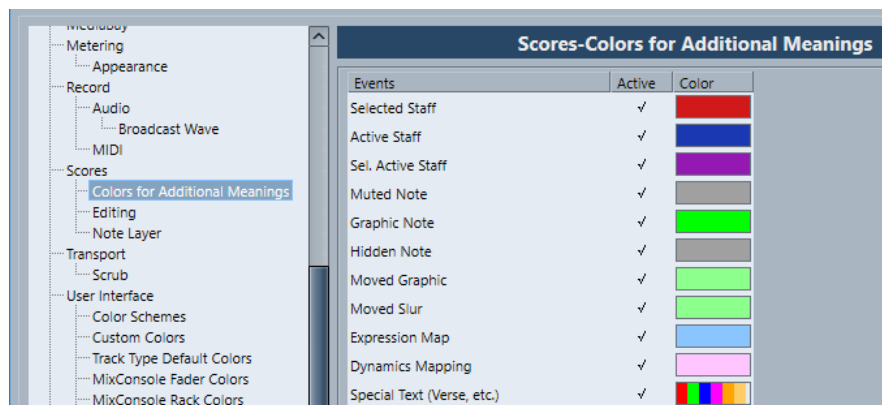 MediaBay
Metering
Appearance
Record
Audio
Broadcast Wave
MIDI
Scores
Colors for Additional Meanings
Editing
Note Layer
Transport
Scrub
User Interface
Color Schemes
Custom Colors
Track Type Default Colors
MixConsole Fader Colors
MixConsole Rack Colors
Scores-Colors for Additional Meanings
Events Active Color
Selected Staff √
Active Staff √
Sel. Active Staff √
Muted Note √
Graphic Note √
Hidden Note √
Moved Graphic √
Moved Slur √
Expression Map √
Dynamics Mapping √
Special Text (Verse, etc.) √